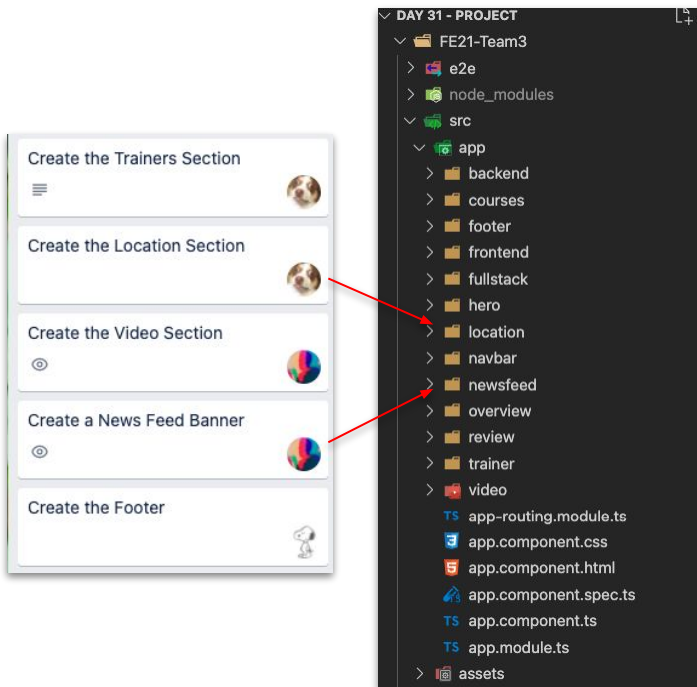 Create the Trainers Section
Create the Location Section
Create the Video Section
Create a News Feed Banner
Create the Footer
DAY 31 - PROJECT
FE21-Team3
e2e
node_modules
src
app
backend
courses
footer
frontend
fullstack
hero
location
navbar
newsfeed
overview
review
trainer
video
TS app-routing.module.ts
app.component.css
app.component.html
app.component.spec.ts
TS app.component.ts
TS app.module.ts
assets